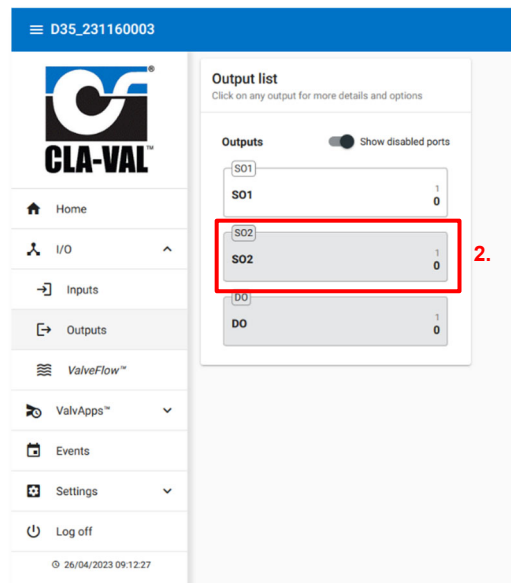 D35_231160003
CLA-VAL™
®
Home
I/O
Inputs
Outputs
ValveFlow™
ValvApps™
Events
Settings
Log off
26/04/2023 09:12:27
Output list
Click on any output for more details and options
Outputs
Show disabled ports
SO1
SO1
1
0
SO2
SO2
1
0
2.
DO
DO
1
0